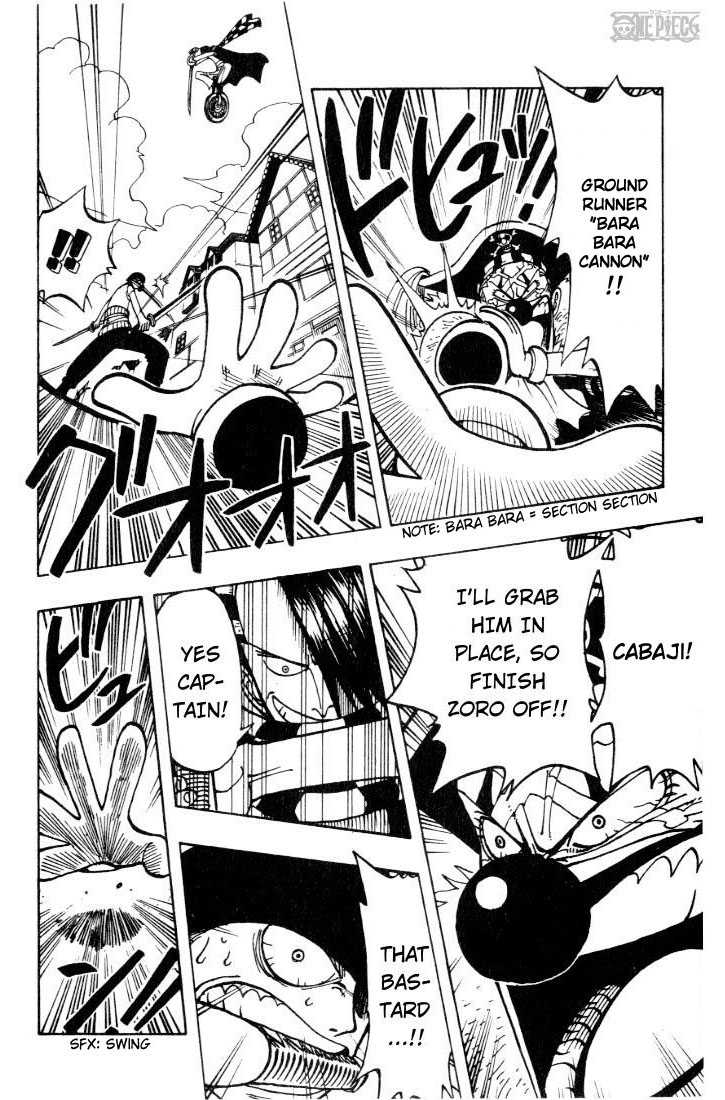 ONE PIECE
GROUND
RUNNER
"BARA
BARA
CANNON"
!!
ドヒュ!!
!!
グオオオ
NOTE: BARA BARA = SECTION SECTION
CABAJI!
I'LL GRAB
HIM IN
PLACE, SO
FINISH
ZORO OFF!!
YES
CAP-
TAIN!
ビュ
ン!!
SFX: SWING
THAT
BAS-
TARD
...!!